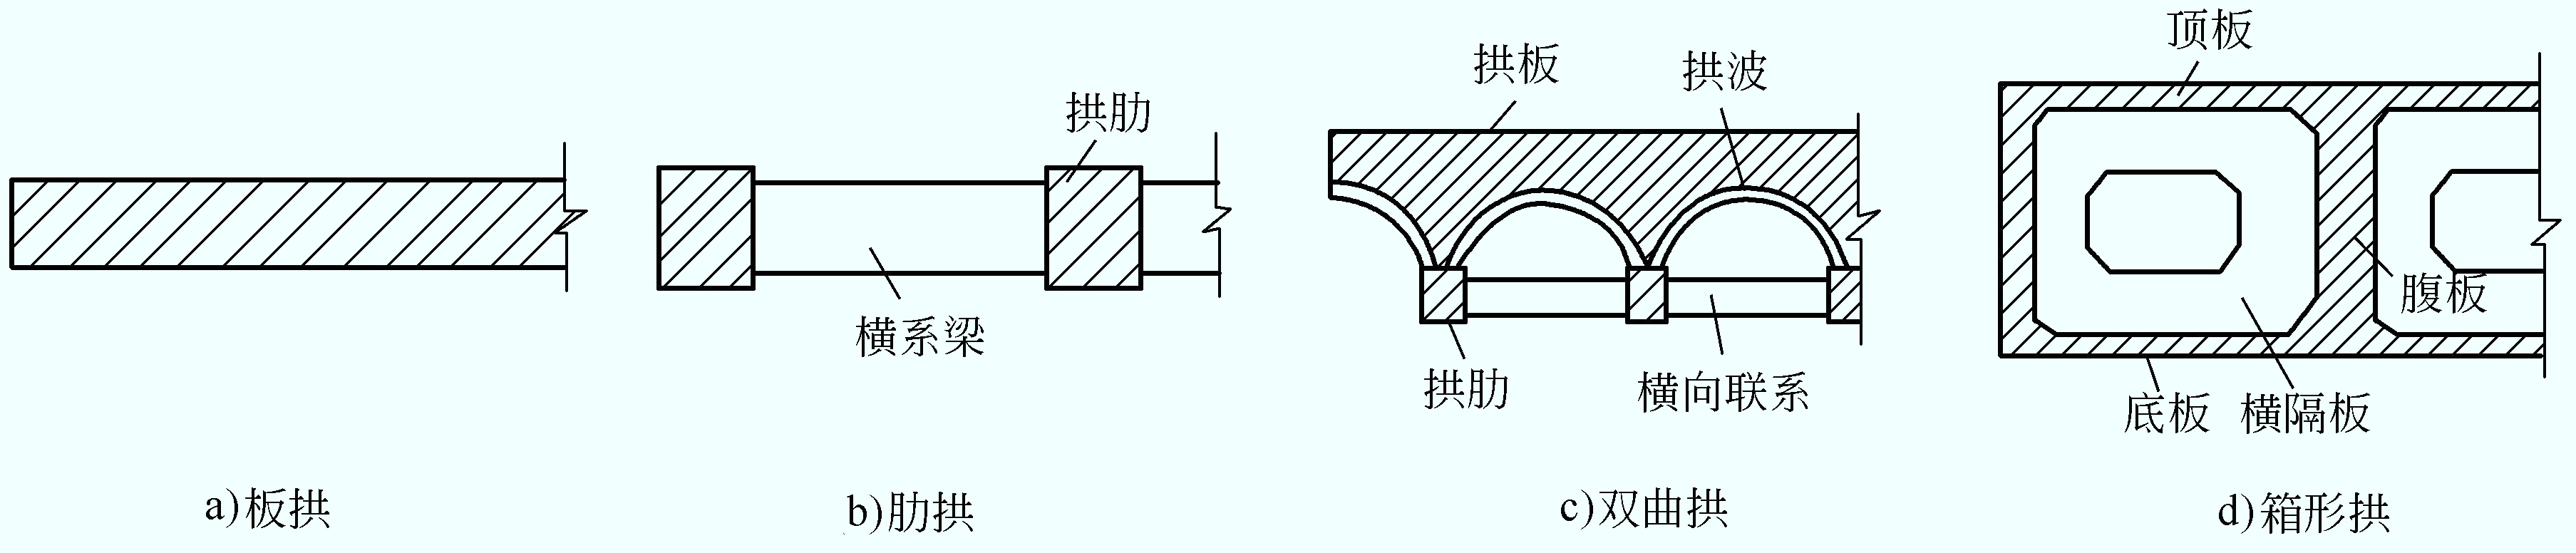 拱肋
横系梁
拱板
拱波
拱肋
横向联系
顶板
腹板
底板
横隔板
a)板拱
b)肋拱
c)双曲拱
d)箱形拱